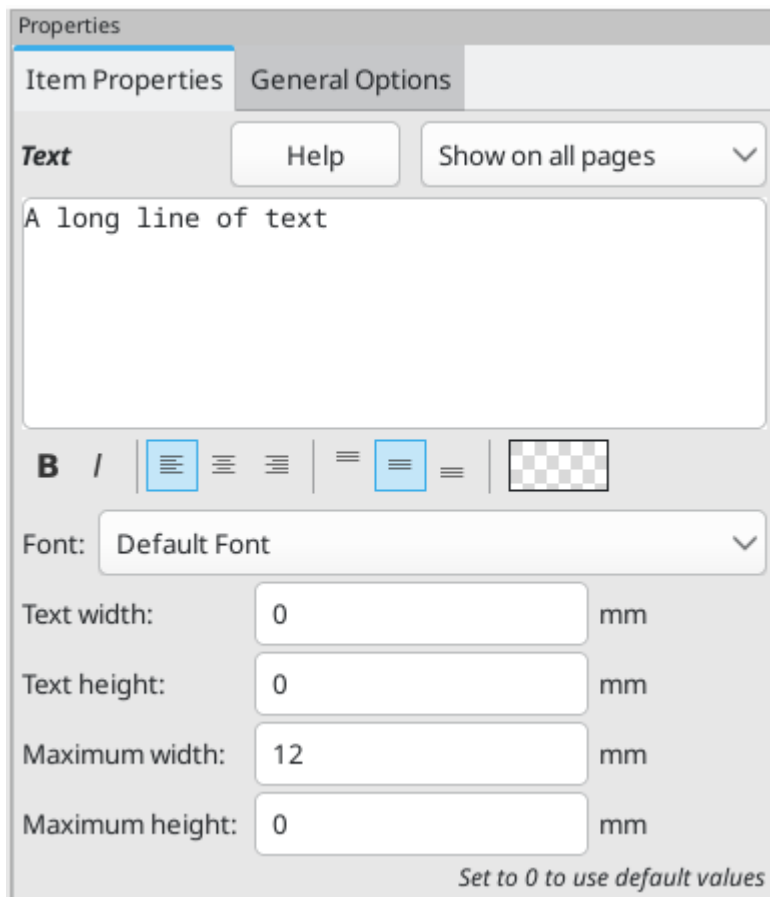 Properties
Item Properties General Options
Text Help Show on all pages
A long line of text
B I
Font: Default Font
Text width: 0 mm
Text height: 0 mm
Maximum width: 12 mm
Maximum height: 0 mm
Set to 0 to use default values